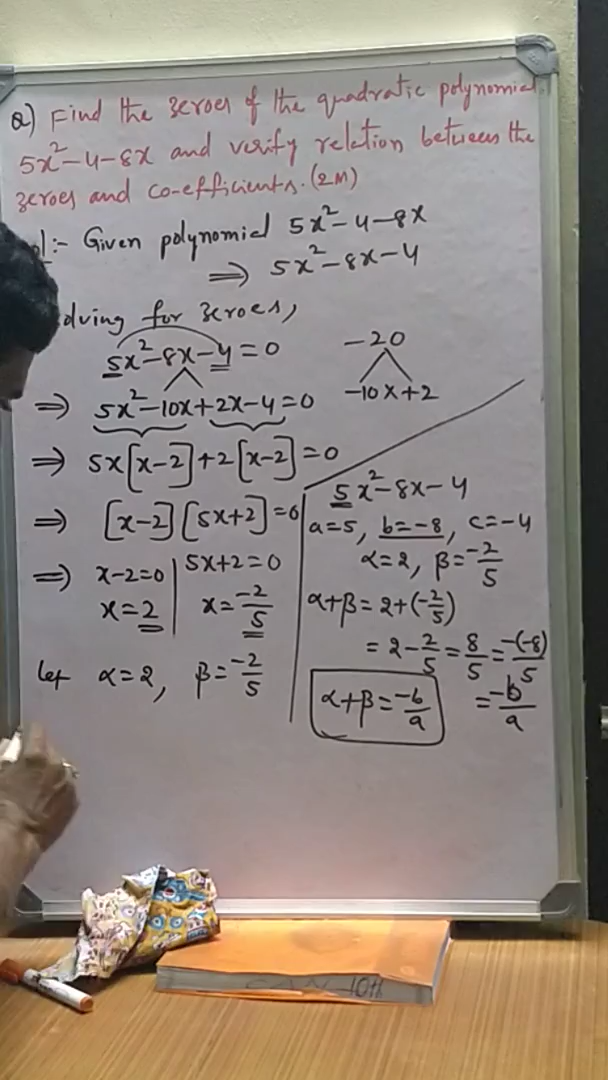 Q) Find the zeroes of the quadratic polynomial
5x²-4-8x and verify relation between the
zeroes and co-efficients. (2M)
:- Given polynomial 5x²-4-8x
⇒ 5x²-8x-4
olving for zeroes,
5x²-8x-4=0
-20
-10x+2
⇒ 5x²-10x+2x-4=0
⇒ 5x[x-2]+2[x-2]=0
⇒ [x-2][5x+2]=0
⇒ x-2=0 | 5x+2=0
x=2 | x=-2/5
let α=2, β=-2/5
5x²-8x-4
a=5, b=-8, c=-4
α=2, β=-2/5
α+β=2+(-2/5)
=2-2/5=8/5=-(-8)/5
α+β=-b/a =-b/a
10th